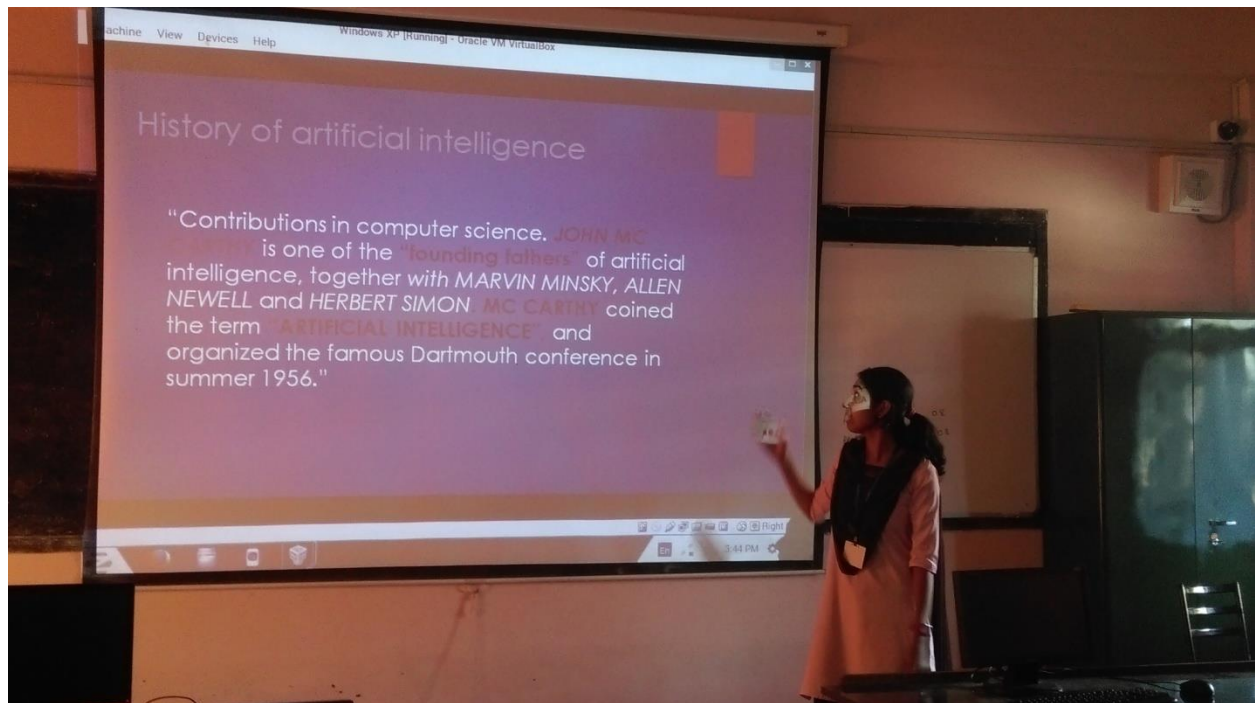 Machine View Devices Help
Windows XP [Running] - Oracle VM VirtualBox
History of artificial intelligence
“Contributions in computer science. JOHN MC
CARTHY is one of the “founding fathers” of artificial
intelligence, together with MARVIN MINSKY, ALLEN
NEWELL and HERBERT SIMON. MC CARTHY coined
the term “ARTIFICIAL INTELLIGENCE” and
organized the famous Dartmouth conference in
summer 1956.”
Right
En 3:44 PM